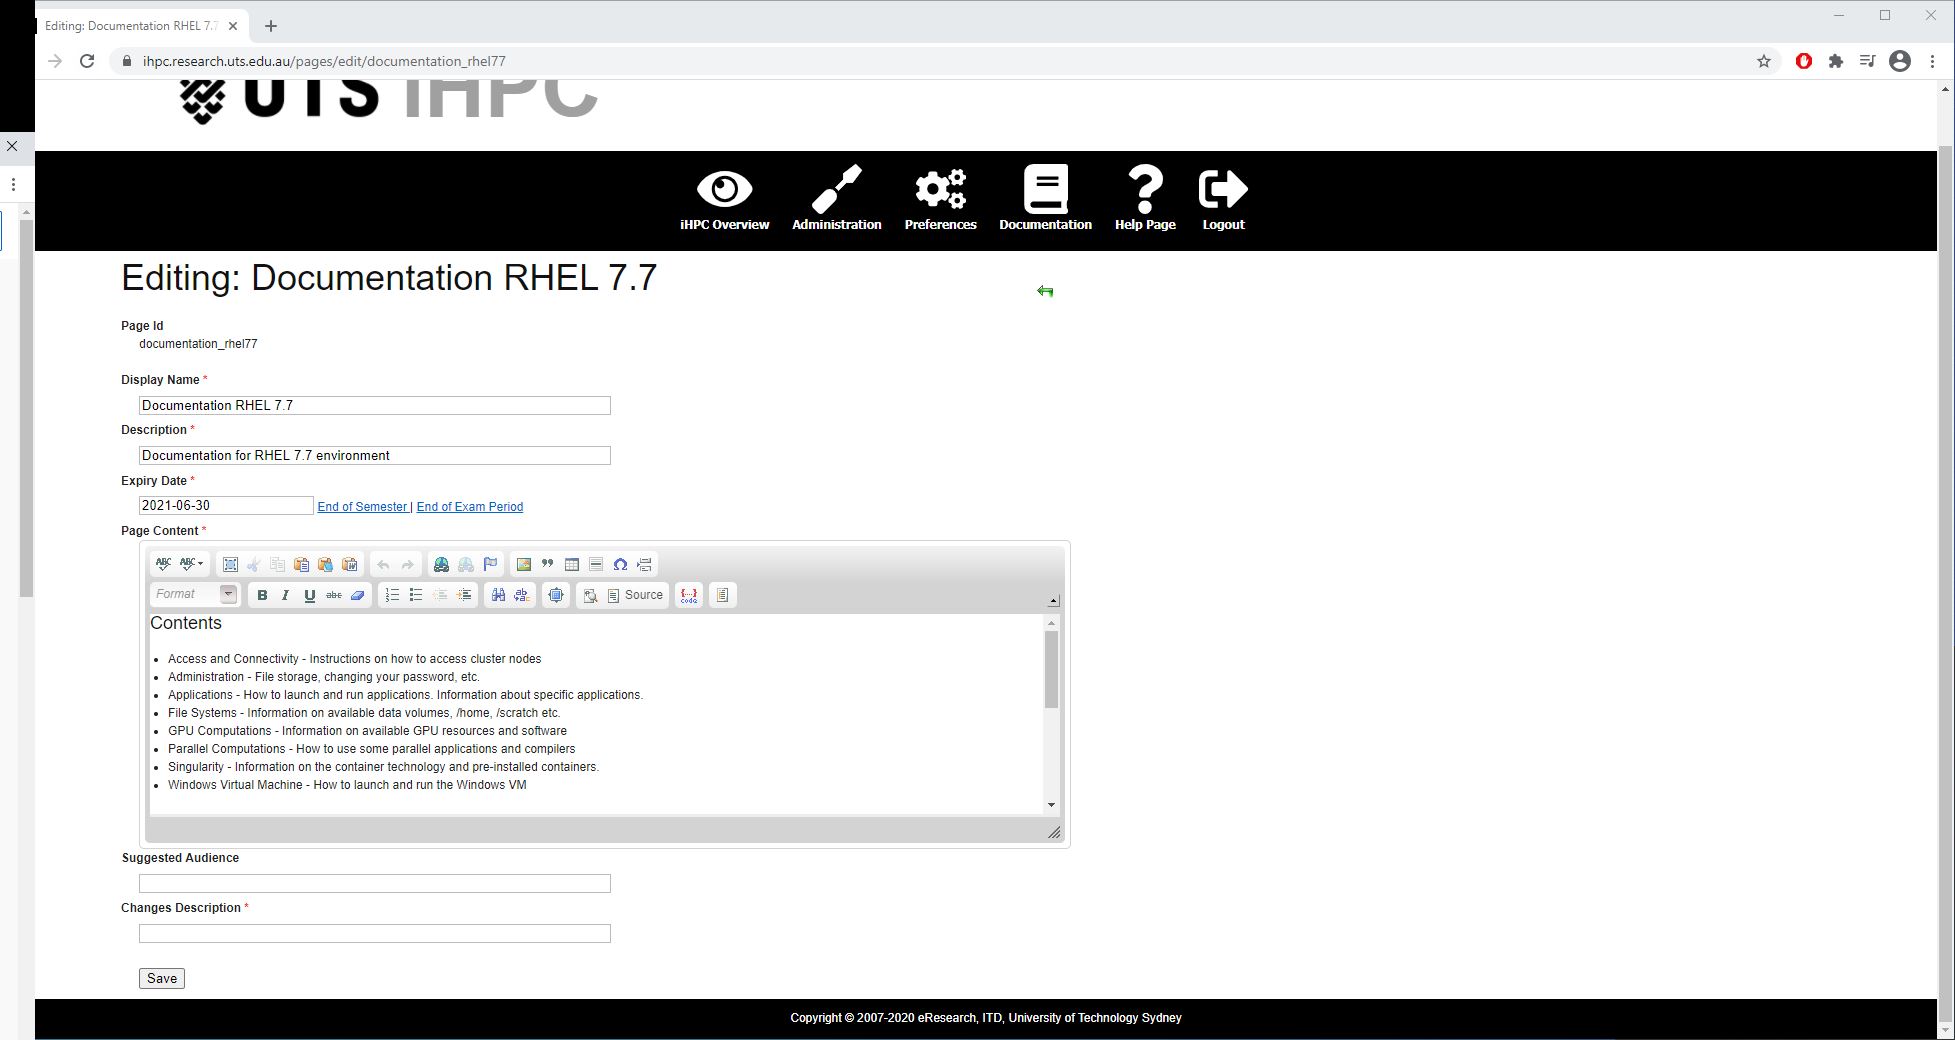 Editing: Documentation RHEL 7.7
ihpc.research.uts.edu.au/pages/edit/documentation_rhel77
UTS iHPC
iHPC Overview Administration Preferences Documentation Help Page Logout
Editing: Documentation RHEL 7.7
Page Id
documentation_rhel77
Display Name *
Documentation RHEL 7.7
Description *
Documentation for RHEL 7.7 environment
Expiry Date *
2021-06-30 End of Semester | End of Exam Period
Page Content *
ABC ABC
Format B I U abc Source
Contents
• Access and Connectivity - Instructions on how to access cluster nodes
• Administration - File storage, changing your password, etc.
• Applications - How to launch and run applications. Information about specific applications.
• File Systems - Information on available data volumes, /home, /scratch etc.
• GPU Computations - Information on available GPU resources and software
• Parallel Computations - How to use some parallel applications and compilers
• Singularity - Information on the container technology and pre-installed containers.
• Windows Virtual Machine - How to launch and run the Windows VM
Suggested Audience
Changes Description *
Save
Copyright © 2007-2020 eResearch, ITD, University of Technology Sydney